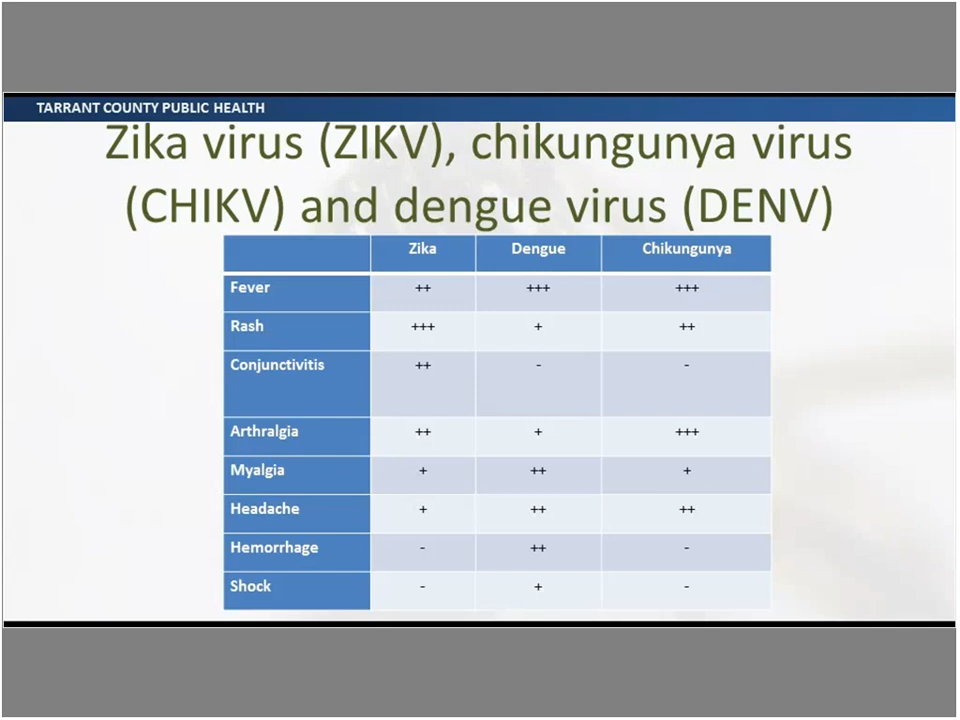 TARRANT COUNTY PUBLIC HEALTH
Zika virus (ZIKV), chikungunya virus
(CHIKV) and dengue virus (DENV)
Zika Dengue Chikungunya
Fever ++ +++ +++
Rash +++ + ++
Conjunctivitis ++ - -
Arthralgia ++ + +++
Myalgia + ++ +
Headache + ++ ++
Hemorrhage - ++ -
Shock - + -